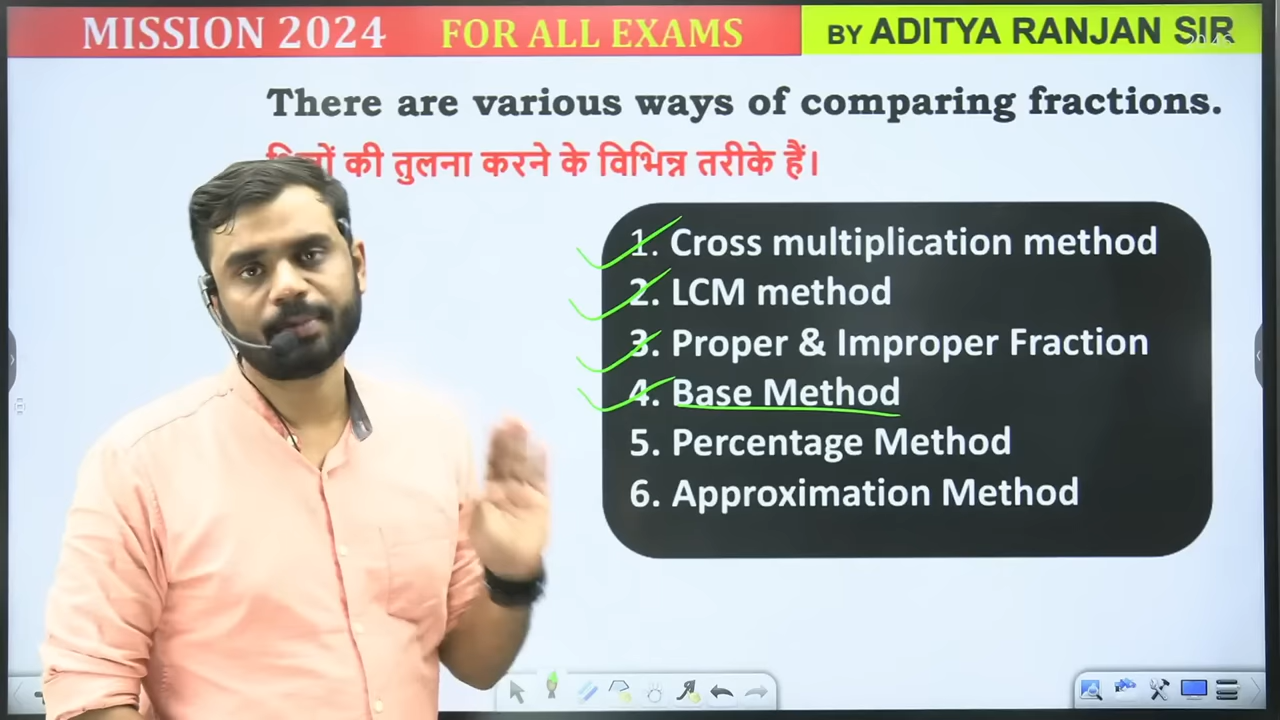 MISSION 2024 FOR ALL EXAMS BY ADITYA RANJAN SIR
20:46
There are various ways of comparing fractions.
की तुलना करने के विभिन्न तरीके हैं।
1. Cross multiplication method
2. LCM method
3. Proper & Improper Fraction
4. Base Method
5. Percentage Method
6. Approximation Method